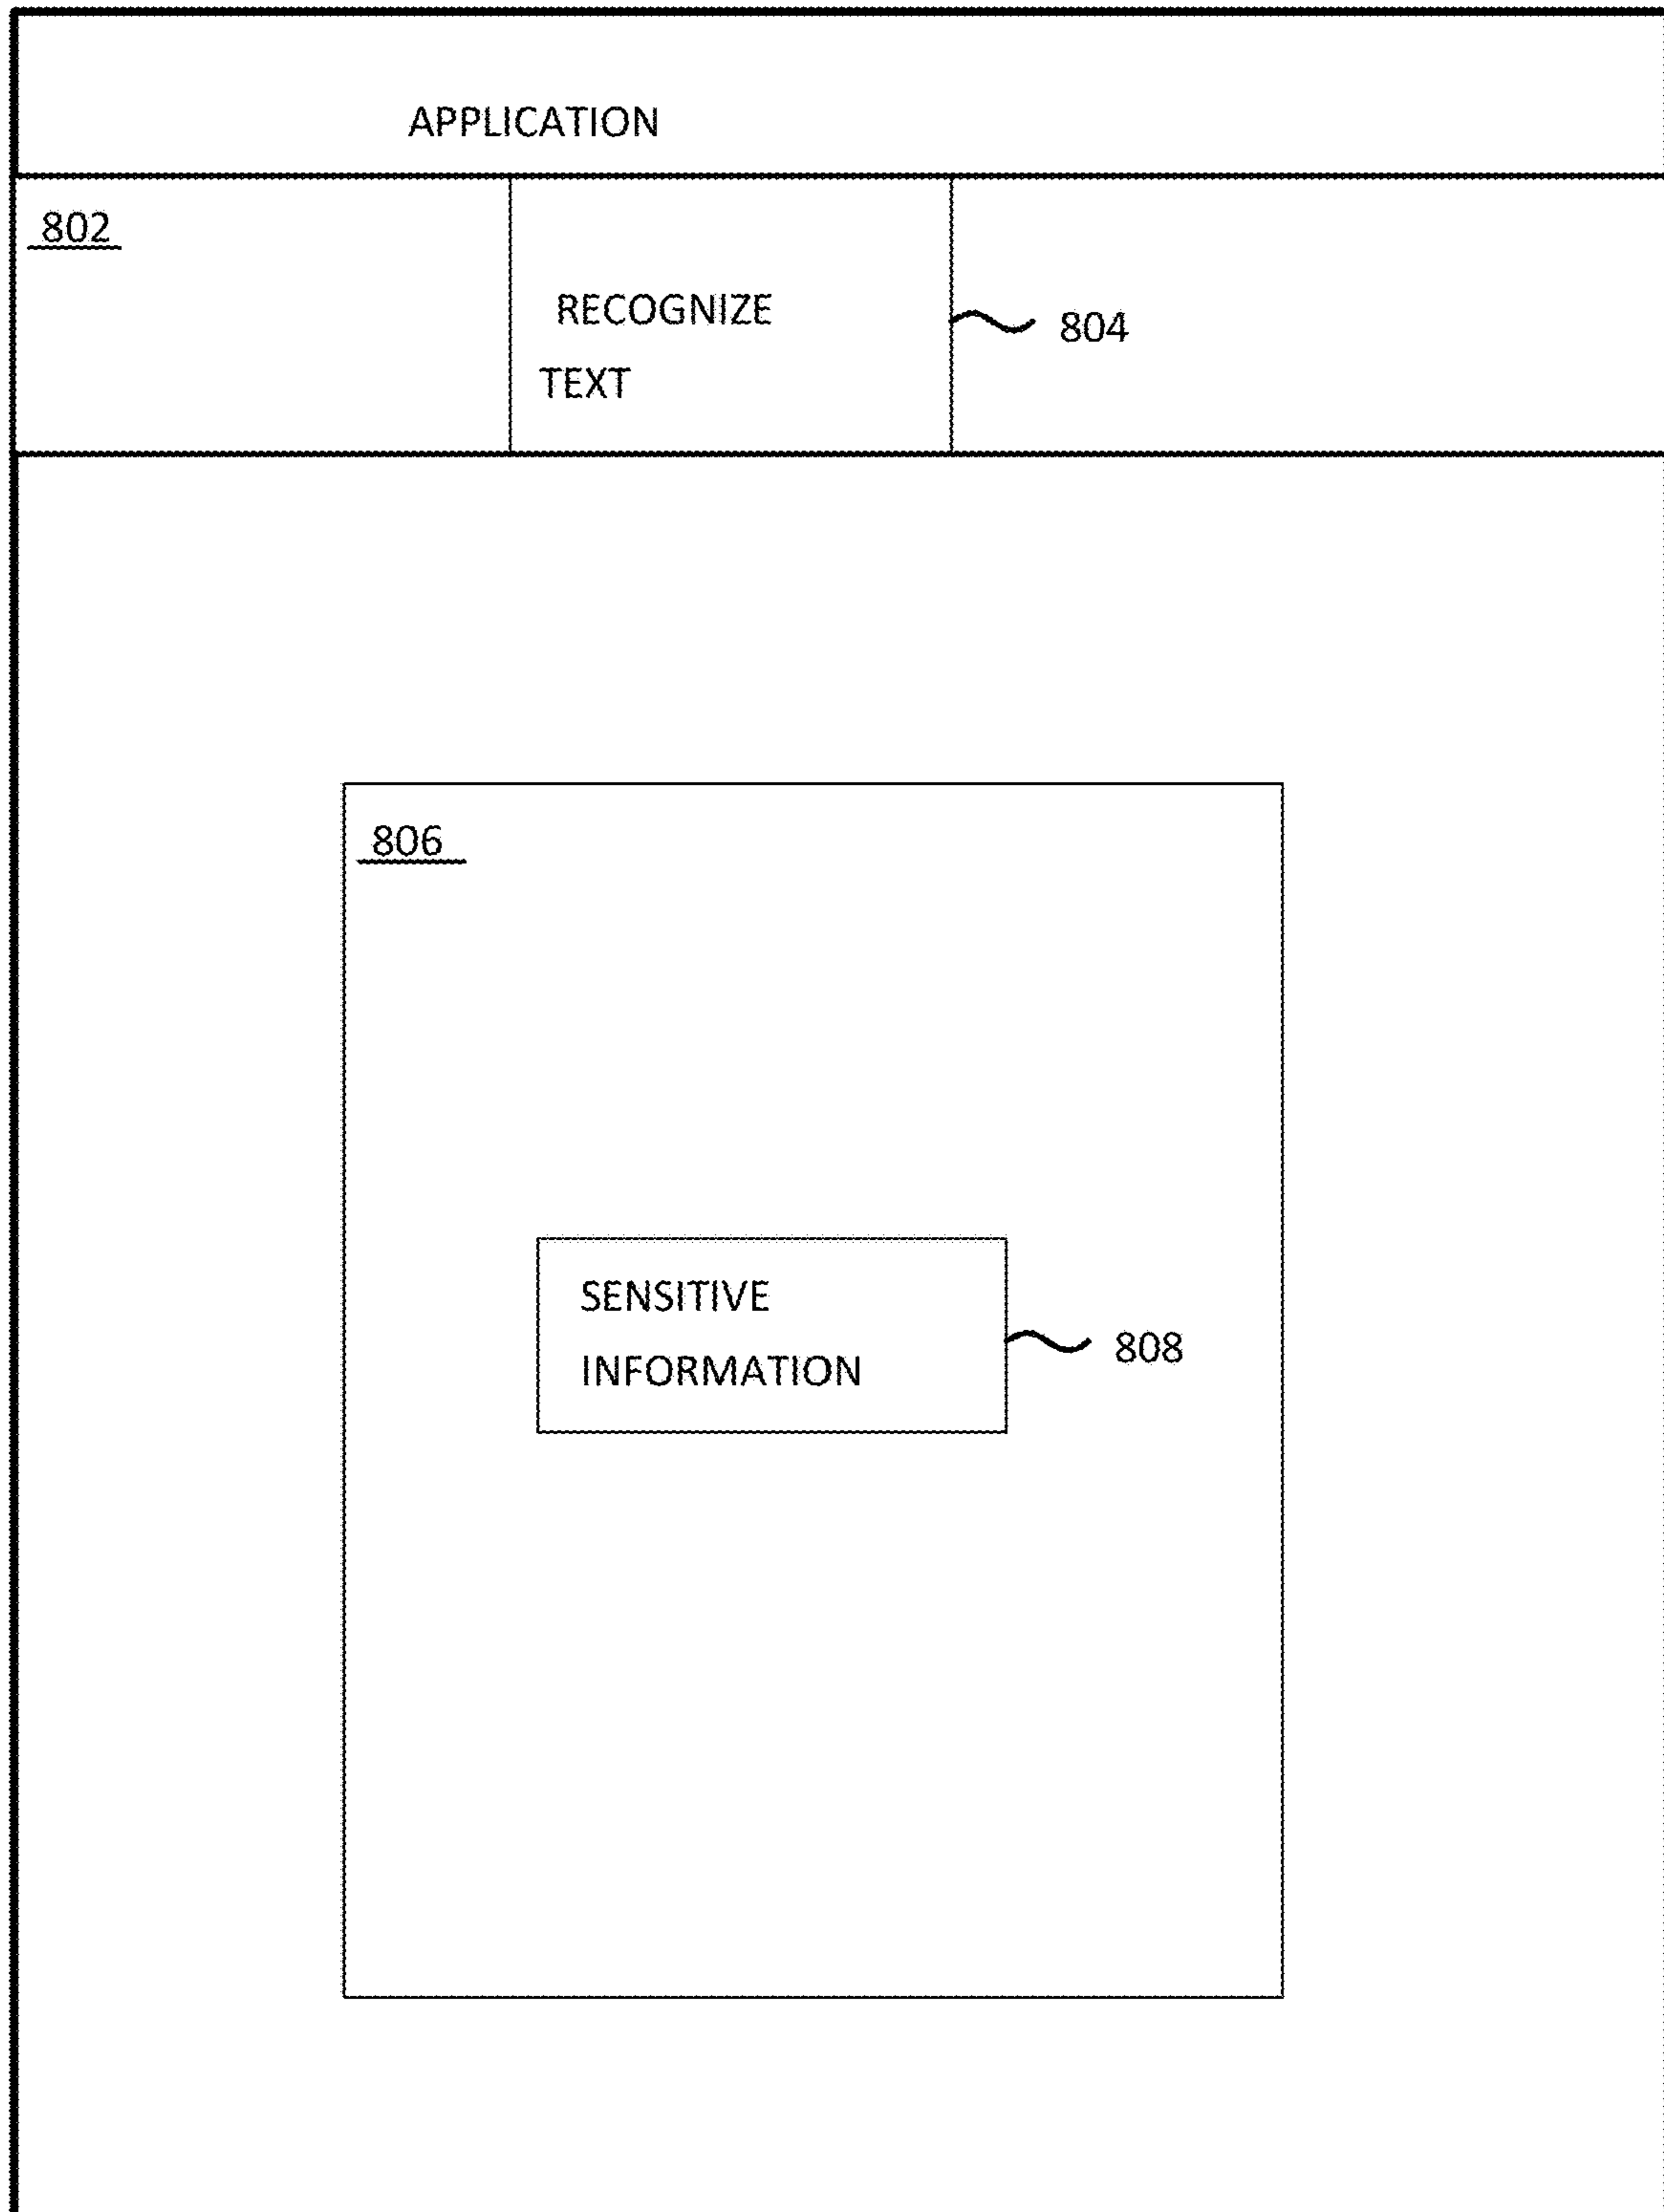 APPLICATION
802
RECOGNIZE
TEXT
804
806
SENSITIVE
INFORMATION
808